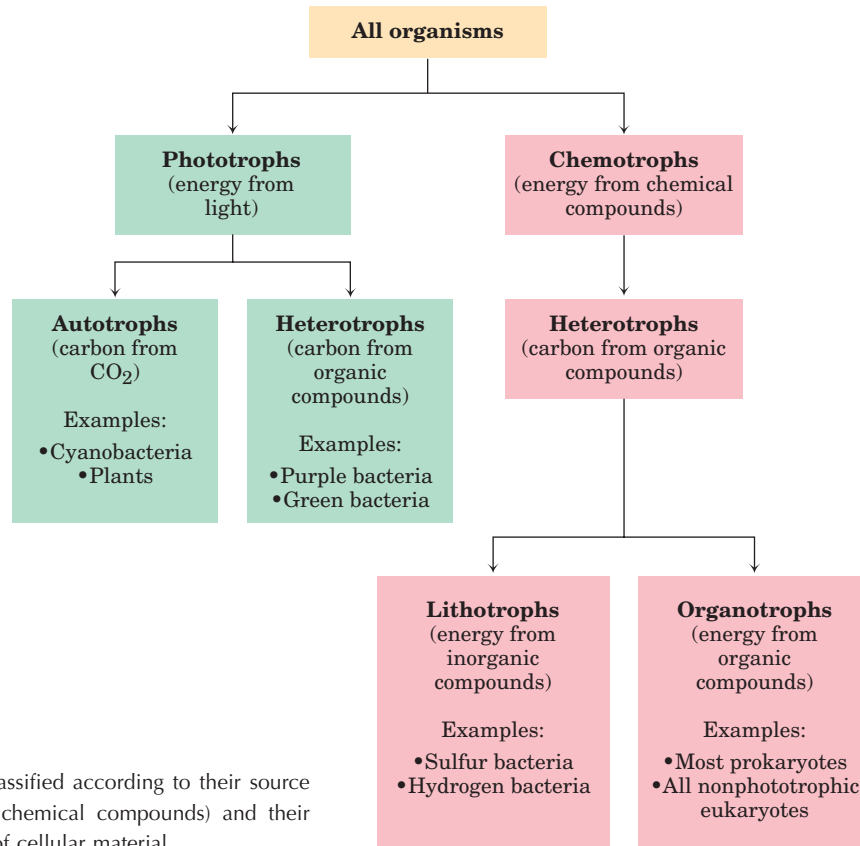 All organisms
Phototrophs
(energy from
light)
Chemotrophs
(energy from chemical
compounds)
Autotrophs
(carbon from
CO₂)
Examples:
•Cyanobacteria
•Plants
Heterotrophs
(carbon from
organic
compounds)
Examples:
•Purple bacteria
•Green bacteria
Heterotrophs
(carbon from organic
compounds)
Lithotrophs
(energy from
inorganic
compounds)
Examples:
•Sulfur bacteria
•Hydrogen bacteria
Organotrophs
(energy from
organic
compounds)
Examples:
•Most prokaryotes
•All nonphototrophic
eukaryotes
according to their source
chemical compounds) and their
of cellular material